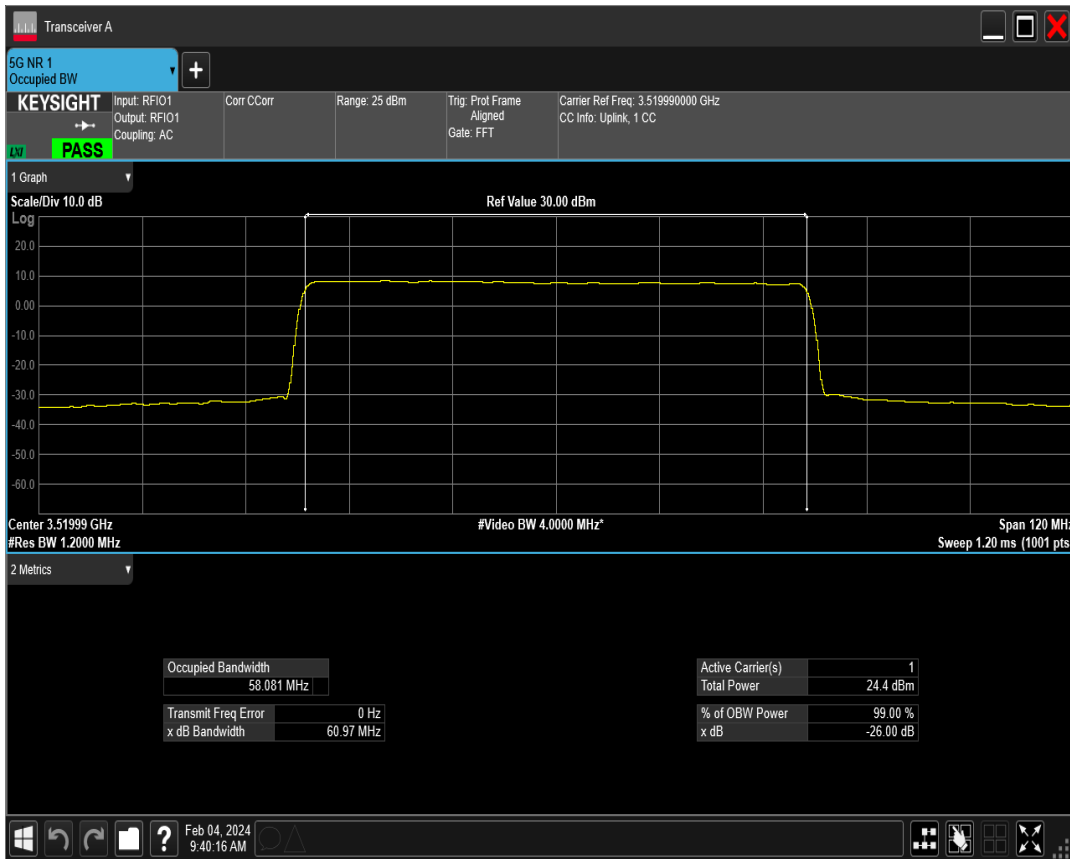 Transceiver A
5G NR 1
Occupied BW
+
KEYSIGHT
LXI
PASS
Input: RFIO1
Output: RFIO1
Coupling: AC
Corr CCorr
Range: 25 dBm
Trig: Prot Frame
Aligned
Gate: FFT
Carrier Ref Freq: 3.519990000 GHz
CC Info: Uplink, 1 CC
1 Graph
Scale/Div 10.0 dB
Ref Value 30.00 dBm
Log
20.0
10.0
0.00
-10.0
-20.0
-30.0
-40.0
-50.0
-60.0
Center 3.51999 GHz
#Video BW 4.0000 MHz*
Span 120 MHz
#Res BW 1.2000 MHz
Sweep 1.20 ms (1001 pts
2 Metrics
Occupied Bandwidth
58.081 MHz
Transmit Freq Error 0 Hz
x dB Bandwidth 60.97 MHz
Active Carrier(s) 1
Total Power 24.4 dBm
% of OBW Power 99.00 %
x dB -26.00 dB
?
Feb 04, 2024
9:40:16 AM